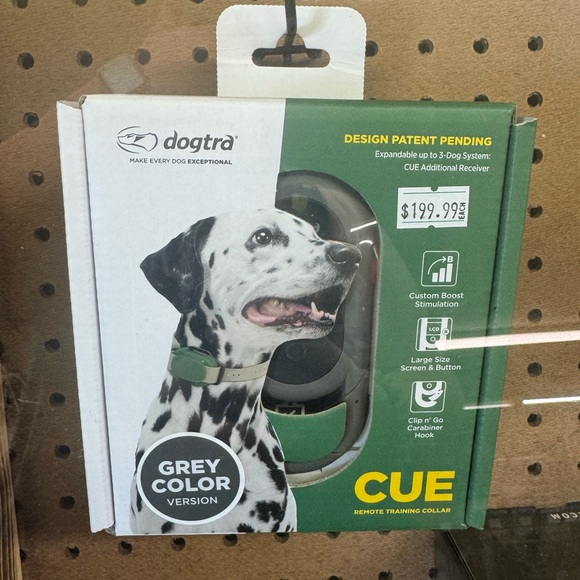 dogtra
MAKE EVERY DOG EXCEPTIONAL
DESIGN PATENT PENDING
Expandable up to 3-Dog System:
CUE Additional Receiver
$199.99 EACH
B
Custom Boost
Stimulation
LCD
Large Size
Screen & Button
Clip n' Go
Carabiner
Hook
GREY
COLOR
VERSION
CUE
REMOTE TRAINING COLLAR